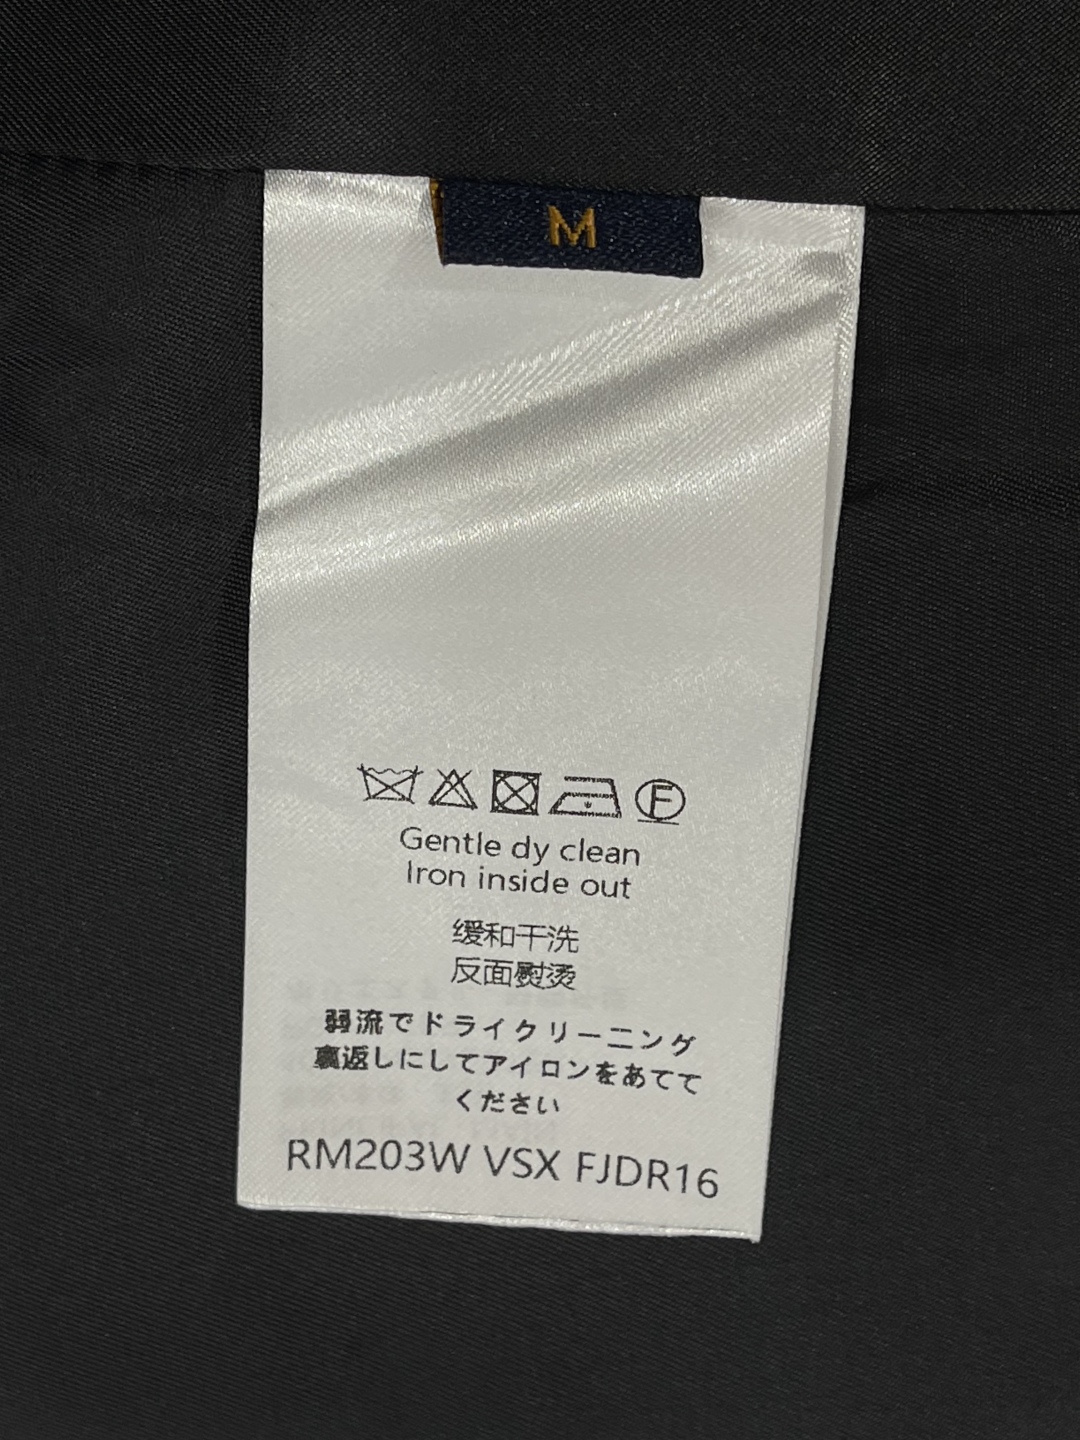 M
F
Gentle dy clean
Iron inside out
缓和干洗
反面熨烫
弱流でドライクリーニング
裏返しにしてアイロンをあてて
ください
RM203W VSX FJDR16